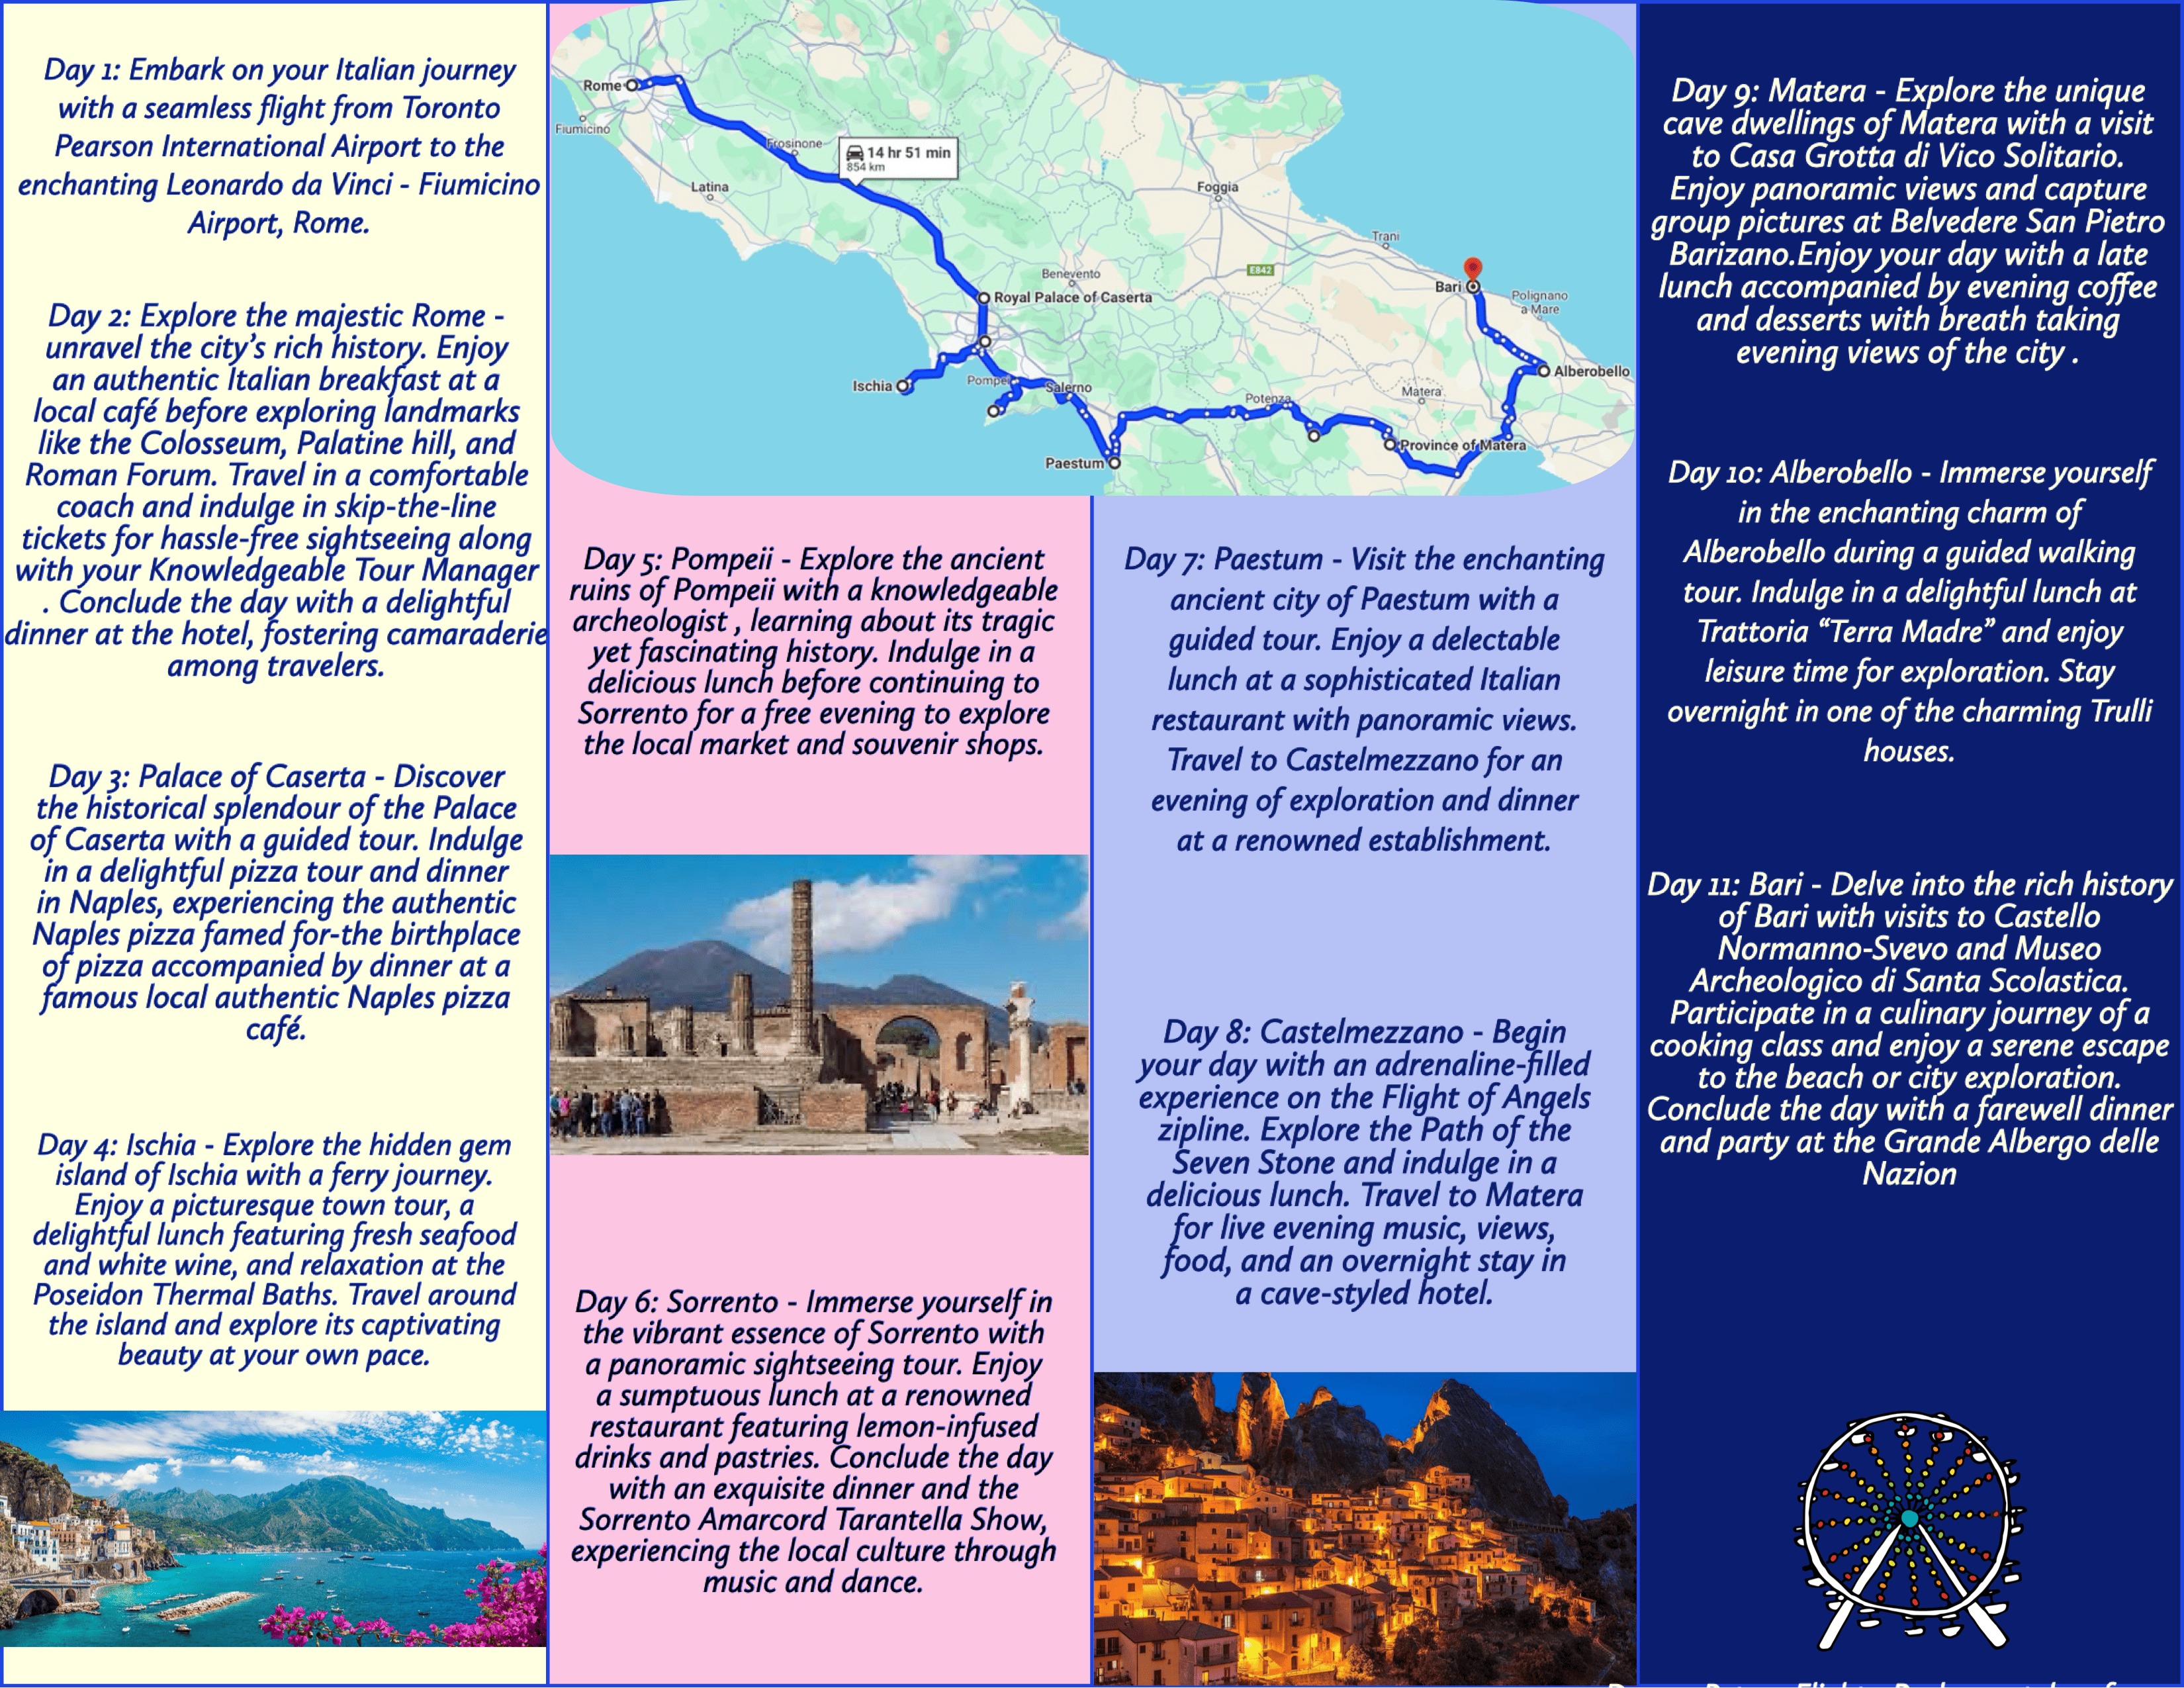 Day 1: Embark on your Italian journey
with a seamless flight from Toronto
Pearson International Airport to the
enchanting Leonardo da Vinci - Fiumicino
Airport, Rome.
Day 2: Explore the majestic Rome -
unravel the city's rich history. Enjoy
an authentic Italian breakfast at a
local café before exploring landmarks
like the Colosseum, Palatine hill, and
Roman Forum. Travel in a comfortable
coach and indulge in skip-the-line
tickets for hassle-free sightseeing along
with your Knowledgeable Tour Manager
. Conclude the day with a delightful
dinner at the hotel, fostering camaraderie
among travelers.
Day 3: Palace of Caserta - Discover
the historical splendour of the Palace
of Caserta with a guided tour. Indulge
in a delightful pizza tour and dinner
in Naples, experiencing the authentic
Naples pizza famed for-the birthplace
of pizza accompanied by dinner at a
famous local authentic Naples pizza
café.
Day 4: Ischia - Explore the hidden gem
island of Ischia with a ferry journey.
Enjoy a picturesque town tour, a
delightful lunch featuring fresh seafood
and white wine, and relaxation at the
Poseidon Thermal Baths. Travel around
the island and explore its captivating
beauty at your own pace.
Rome
Fiumicino
Frosinone
14 hr 51 min
854 km
Latina
Foggia
Trani
E842
Benevento
Royal Palace of Caserta
Bari
Polignano
a Mare
Ischia
Pompei
Salerno
Potenza
Matera
Alberobello
Province of Matera
Paestum
Day 5: Pompeii - Explore the ancient
ruins of Pompeii with a knowledgeable
archeologist , learning about its tragic
yet fascinating history. Indulge in a
delicious lunch before continuing to
Sorrento for a free evening to explore
the local market and souvenir shops.
Day 6: Sorrento - Immerse yourself in
the vibrant essence of Sorrento with
a panoramic sightseeing tour. Enjoy
a sumptuous lunch at a renowned
restaurant featuring lemon-infused
drinks and pastries. Conclude the day
with an exquisite dinner and the
Sorrento Amarcord Tarantella Show,
experiencing the local culture through
music and dance.
Day 7: Paestum - Visit the enchanting
ancient city of Paestum with a
guided tour. Enjoy a delectable
lunch at a sophisticated Italian
restaurant with panoramic views.
Travel to Castelmezzano for an
evening of exploration and dinner
at a renowned establishment.
Day 8: Castelmezzano - Begin
your day with an adrenaline-filled
experience on the Flight of Angels
zipline. Explore the Path of the
Seven Stone and indulge in a
delicious lunch. Travel to Matera
for live evening music, views,
food, and an overnight stay in
a cave-styled hotel.
Day 9: Matera - Explore the unique
cave dwellings of Matera with a visit
to Casa Grotta di Vico Solitario.
Enjoy panoramic views and capture
group pictures at Belvedere San Pietro
Barizano.Enjoy your day with a late
lunch accompanied by evening coffee
and desserts with breath taking
evening views of the city .
Day 10: Alberobello - Immerse yourself
in the enchanting charm of
Alberobello during a guided walking
tour. Indulge in a delightful lunch at
Trattoria “Terra Madre” and enjoy
leisure time for exploration. Stay
overnight in one of the charming Trulli
houses.
Day 11: Bari - Delve into the rich history
of Bari with visits to Castello
Normanno-Svevo and Museo
Archeologico di Santa Scolastica.
Participate in a culinary journey of a
cooking class and enjoy a serene escape
to the beach or city exploration.
Conclude the day with a farewell dinner
and party at the Grande Albergo delle
Nazion